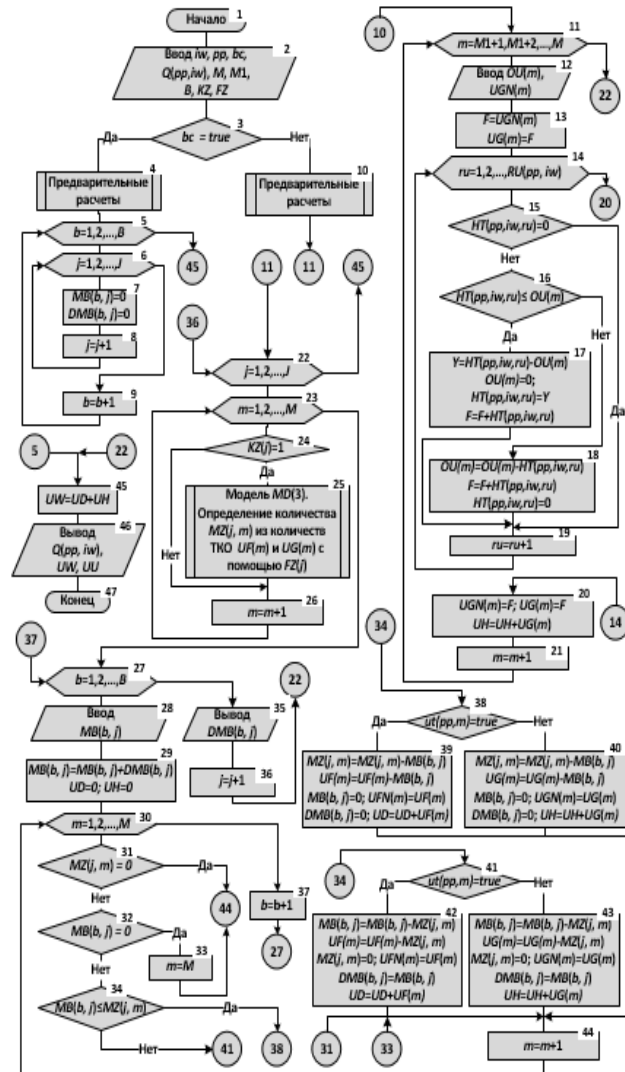 Начало
1
Ввод iw, pp, bc,
Q(pp,iw), M, M1,
B, KZ, FZ
2
bc = true
3
Да
Нет
Предварительные
расчеты
4
Предварительные
расчеты
10
b=1,2,...,B
5
45
j=1,2,...,J
6
MB(b, j)=0
DMB(b, j)=0
7
j=j+1
8
b=b+1
9
11
11
45
36
j=1,2,...,J
22
m=1,2,...,M
23
KZ(j)=1
24
Да
Нет
Модель MD(3).
Определение количества
MZ(j, m) из количеств
ТКО UF(m) и UG(m) с
помощью FZ(j)
25
m=m+1
26
5
22
UW=UD+UH
45
Вывод
Q(pp, iw),
UW, UU
46
Конец
47
37
b=1,2,...,B
27
Ввод
MB(b, j)
28
MB(b, j)=MB(b, j)+DMB(b, j)
UD=0; UH=0
29
m=1,2,...,M
30
MZ(j, m) = 0
31
Да
Нет
MB(b, j) = 0
32
Да
Нет
m=M
33
44
MB(b, j)≤MZ(j, m)
34
Да
Нет
41
38
Вывод
DMB(b, j)
35
j=j+1
36
22
b=b+1
37
27
10
m=M1+1,M1+2,...,M
11
22
Ввод OU(m),
UGN(m)
12
F=UGN(m)
UG(m)=F
13
ru=1,2,...,RU(pp, iw)
14
20
HT(pp,iw,ru)=0
15
Нет
Да
HT(pp,iw,ru)≤ OU(m)
16
Да
Нет
Y=HT(pp,iw,ru)-OU(m)
OU(m)=0;
HT(pp,iw,ru)=Y
F=F+HT(pp,iw,ru)
17
OU(m)=OU(m)-HT(pp,iw,ru)
F=F+HT(pp,iw,ru)
HT(pp,iw,ru)=0
18
ru=ru+1
19
UGN(m)=F; UG(m)=F
UH=UH+UG(m)
20
14
m=m+1
21
34
ut(pp,m)=true
38
Да
Нет
MZ(j, m)=MZ(j, m)-MB(b, j)
UF(m)=UF(m)-MB(b, j)
MB(b, j)=0; UFN(m)=UF(m)
DMB(b, j)=0; UD=UD+UF(m)
39
MZ(j, m)=MZ(j, m)-MB(b, j)
UG(m)=UG(m)-MB(b, j)
MB(b, j)=0; UGN(m)=UG(m)
DMB(b, j)=0; UH=UH+UG(m)
40
34
ut(pp,m)=true
41
Да
Нет
MB(b, j)=MB(b, j)-MZ(j, m)
UF(m)=UF(m)-MZ(j, m)
MZ(j, m)=0; UFN(m)=UF(m)
DMB(b, j)=MB(b, j)
UD=UD+UF(m)
42
MB(b, j)=MB(b, j)-MZ(j, m)
UG(m)=UG(m)-MZ(j, m)
MZ(j, m)=0; UGN(m)=UG(m)
DMB(b, j)=MB(b, j)
UH=UH+UG(m)
43
31
33
m=m+1
44